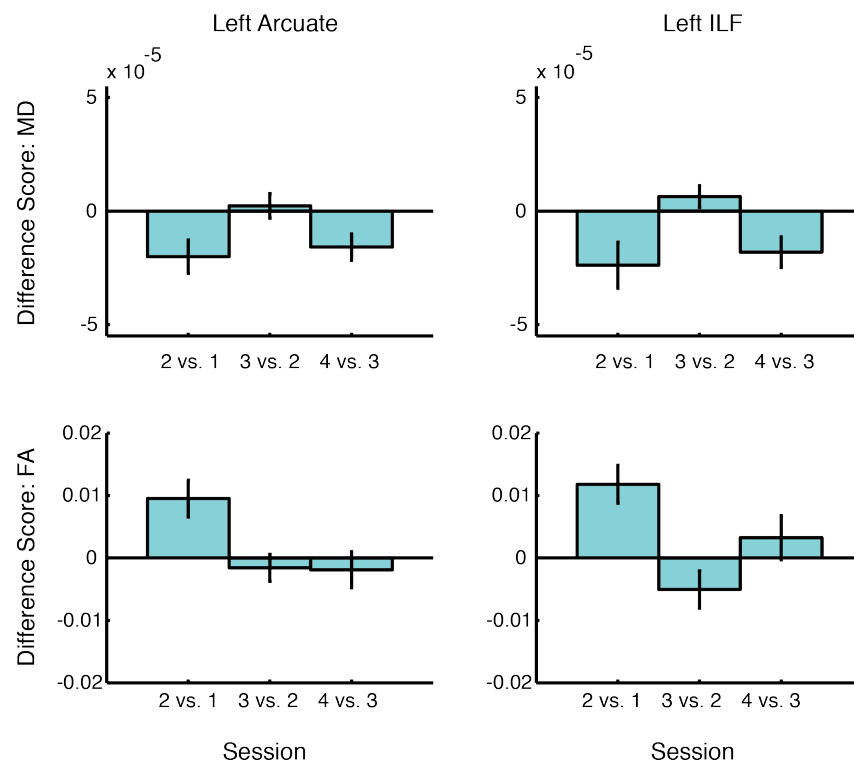 Left Arcuate
Left ILF
x 10^-5
x 10^-5
Difference Score: MD
5
0
-5
5
0
-5
2 vs. 1 3 vs. 2 4 vs. 3
2 vs. 1 3 vs. 2 4 vs. 3
Difference Score: FA
0.02
0.01
0
-0.01
-0.02
0.02
0.01
0
-0.01
-0.02
2 vs. 1 3 vs. 2 4 vs. 3
2 vs. 1 3 vs. 2 4 vs. 3
Session
Session